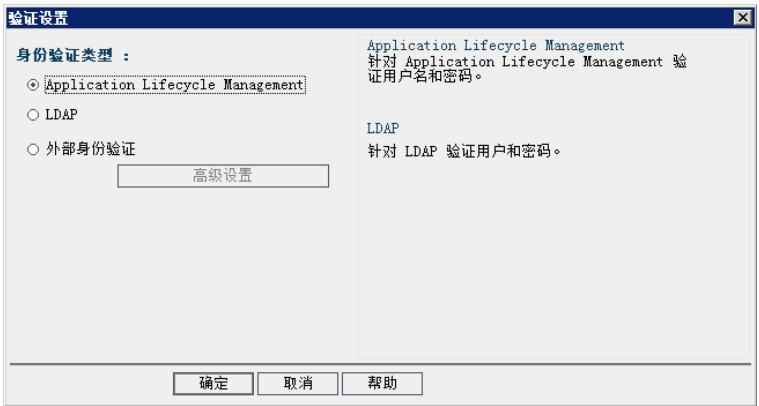 验证设置
身份验证类型 :
Application Lifecycle Management
LDAP
外部身份验证
高级设置
Application Lifecycle Management
针对 Application Lifecycle Management 验
证用户名和密码。
LDAP
针对 LDAP 验证用户和密码。
确定
取消
帮助